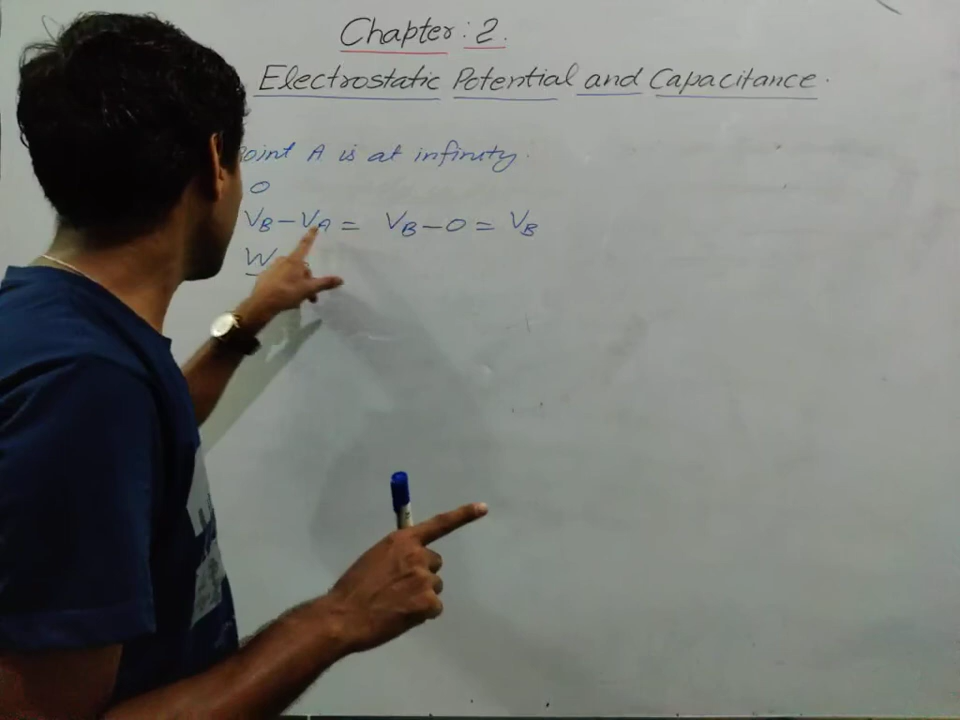 Chapter : 2.
Electrostatic Potential and Capacitance.
Point A is at infinity.
0
VB - VA = VB - 0 = VB
W